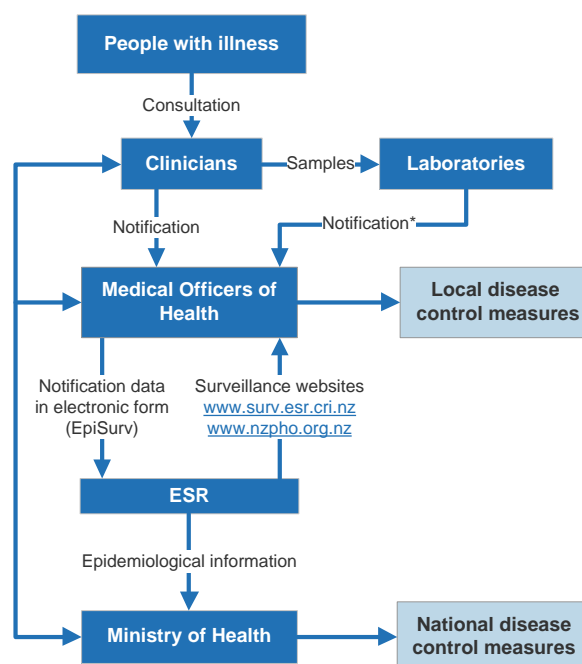 People with illness
Consultation
Clinicians
Samples
Laboratories
Notification
Notification*
Medical Officers of
Health
Local disease
control measures
Notification data
in electronic form
(EpiSurv)
Surveillance websites
www.surv.esr.cri.nz
www.nzpho.org.nz
ESR
Epidemiological information
Ministry of Health
National disease
control measures